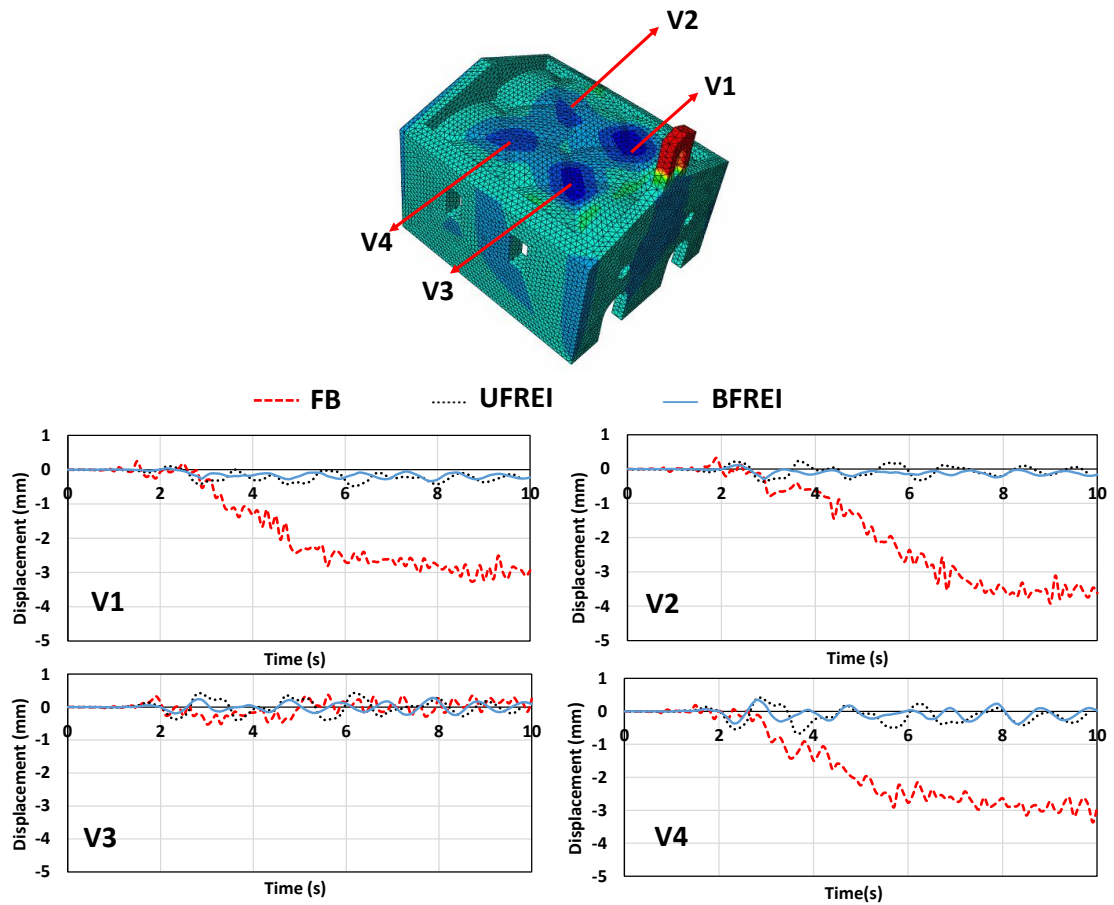 V2
V1
V4
V3
FB UFREI BFREI
1
0
-1
-2
-3
-4
-5
0 2 4 6 8 10
Displacement (mm)
Time (s)
V1
1
0
-1
-2
-3
-4
-5
0 2 4 6 8 10
Displacement (mm)
Time (s)
V2
1
0
-1
-2
-3
-4
-5
0 2 4 6 8 10
Displacement (mm)
Time (s)
V3
1
0
-1
-2
-3
-4
-5
0 2 4 6 8 10
Displacement (mm)
Time(s)
V4